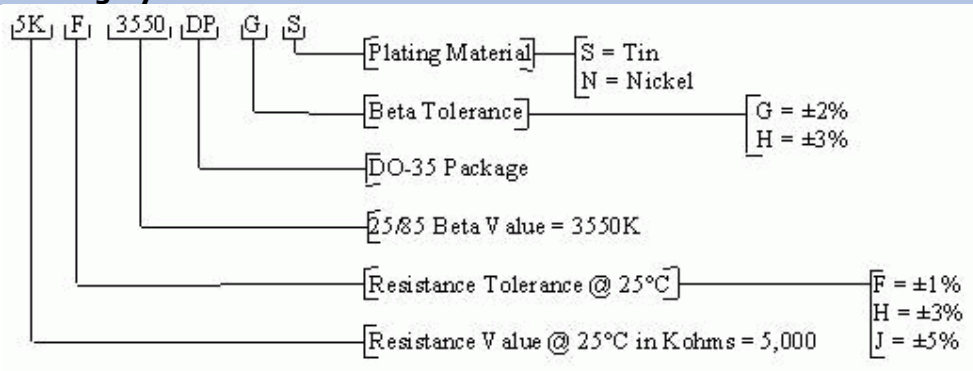 5K F 3550 DP G S
Plating Material
S = Tin
N = Nickel
Beta Tolerance
G = ±2%
H = ±3%
DO-35 Package
25/85 Beta Value = 3550K
Resistance Tolerance @ 25°C
F = ±1%
H = ±3%
J = ±5%
Resistance Value @ 25°C in Kohms = 5,000